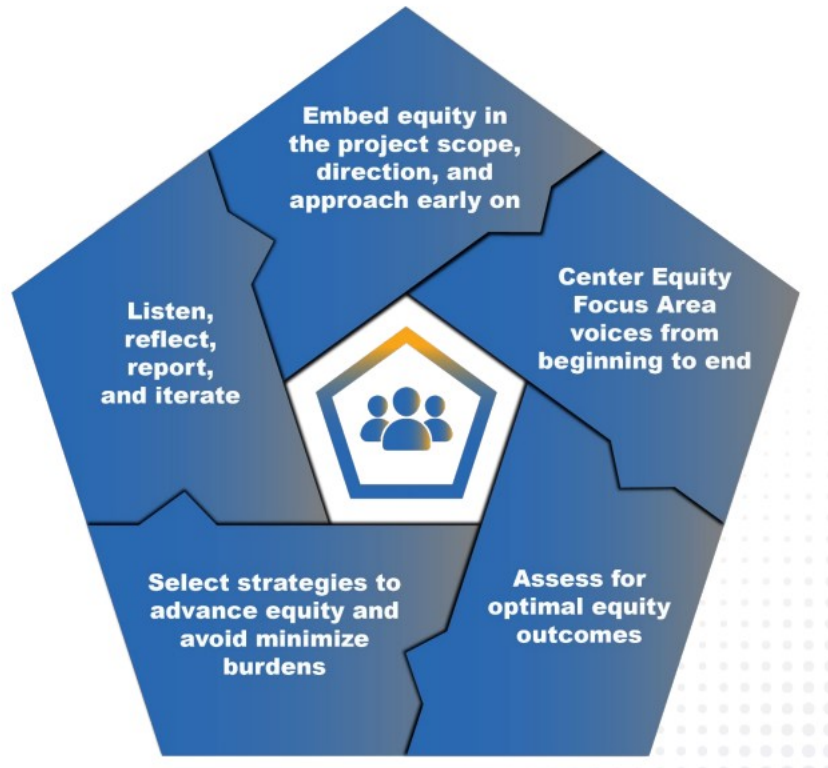 Embed equity in
the project scope,
direction, and
approach early on
Center Equity
Focus Area
voices from
beginning to end
Assess for
optimal equity
outcomes
Select strategies to
advance equity and
avoid minimize
burdens
Listen,
reflect,
report,
and iterate